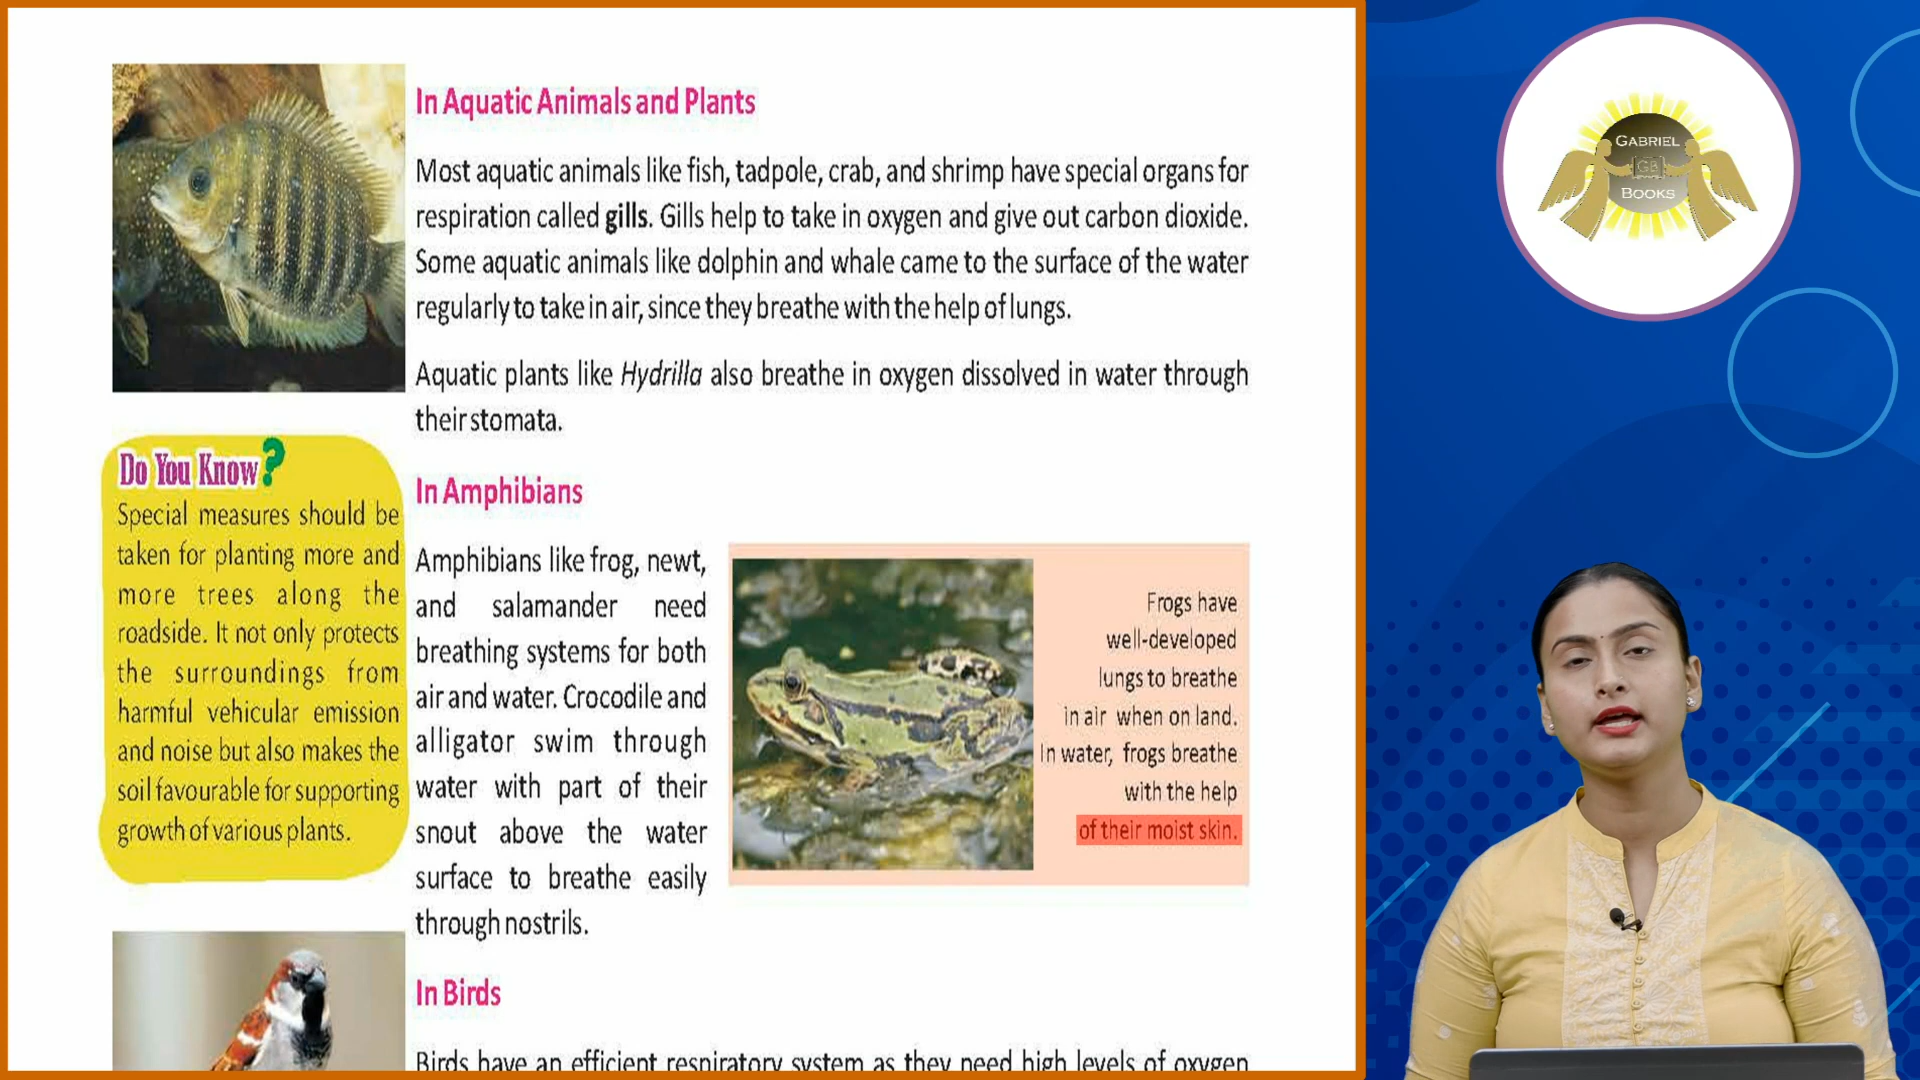 In Aquatic Animals and Plants
Most aquatic animals like fish, tadpole, crab, and shrimp have special organs for
respiration called gills. Gills help to take in oxygen and give out carbon dioxide.
Some aquatic animals like dolphin and whale came to the surface of the water
regularly to take in air, since they breathe with the help of lungs.
Aquatic plants like Hydrilla also breathe in oxygen dissolved in water through
their stomata.
Do You Know?
Special measures should be
taken for planting more and
more trees along the
roadside. It not only protects
the surroundings from
harmful vehicular emission
and noise but also makes the
soil favourable for supporting
growth of various plants.
In Amphibians
Amphibians like frog, newt,
and salamander need
breathing systems for both
air and water. Crocodile and
alligator swim through
water with part of their
snout above the water
surface to breathe easily
through nostrils.
Frogs have
well-developed
lungs to breathe
in air when on land.
In water, frogs breathe
with the help
of their moist skin.
In Birds
Birds have an efficient respiratory system as they need high levels of oxygen
GABRIEL
GB
BOOKS